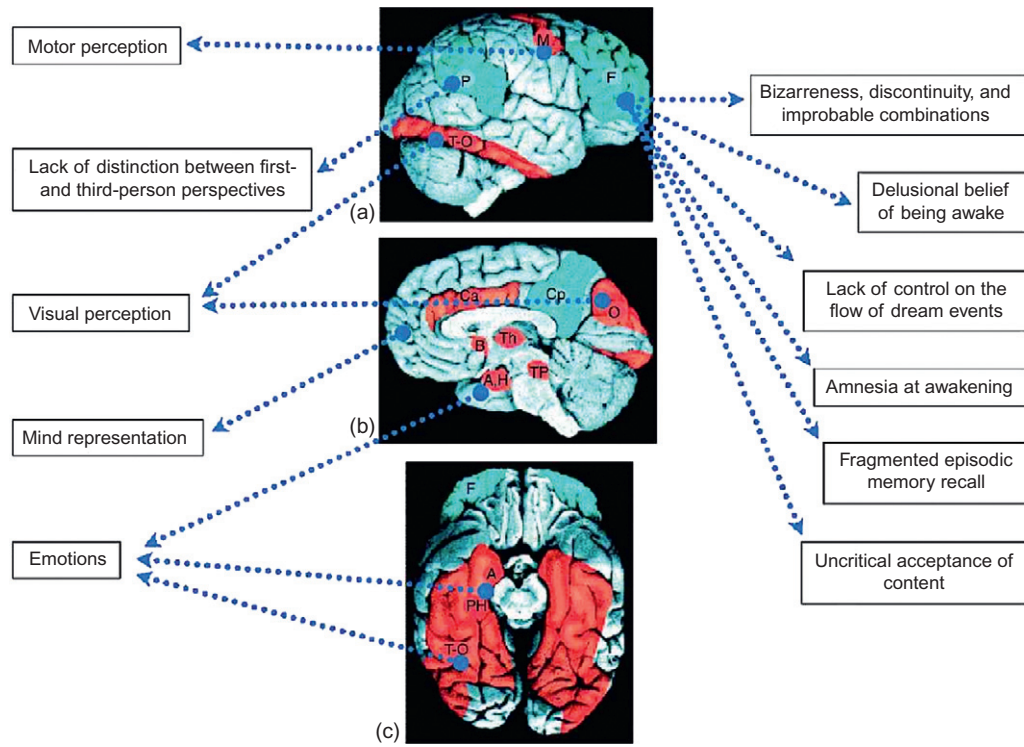 Motor perception
M
P
F
T-O
(a)
Bizarreness, discontinuity, and
improbable combinations
Lack of distinction between first-
and third-person perspectives
Delusional belief
of being awake
Visual perception
Ca
Cp
O
B
Th
A,H
TP
(b)
Lack of control on the
flow of dream events
Amnesia at awakening
Mind representation
Fragmented episodic
memory recall
Emotions
F
A
PH
T-O
(c)
Uncritical acceptance of
content